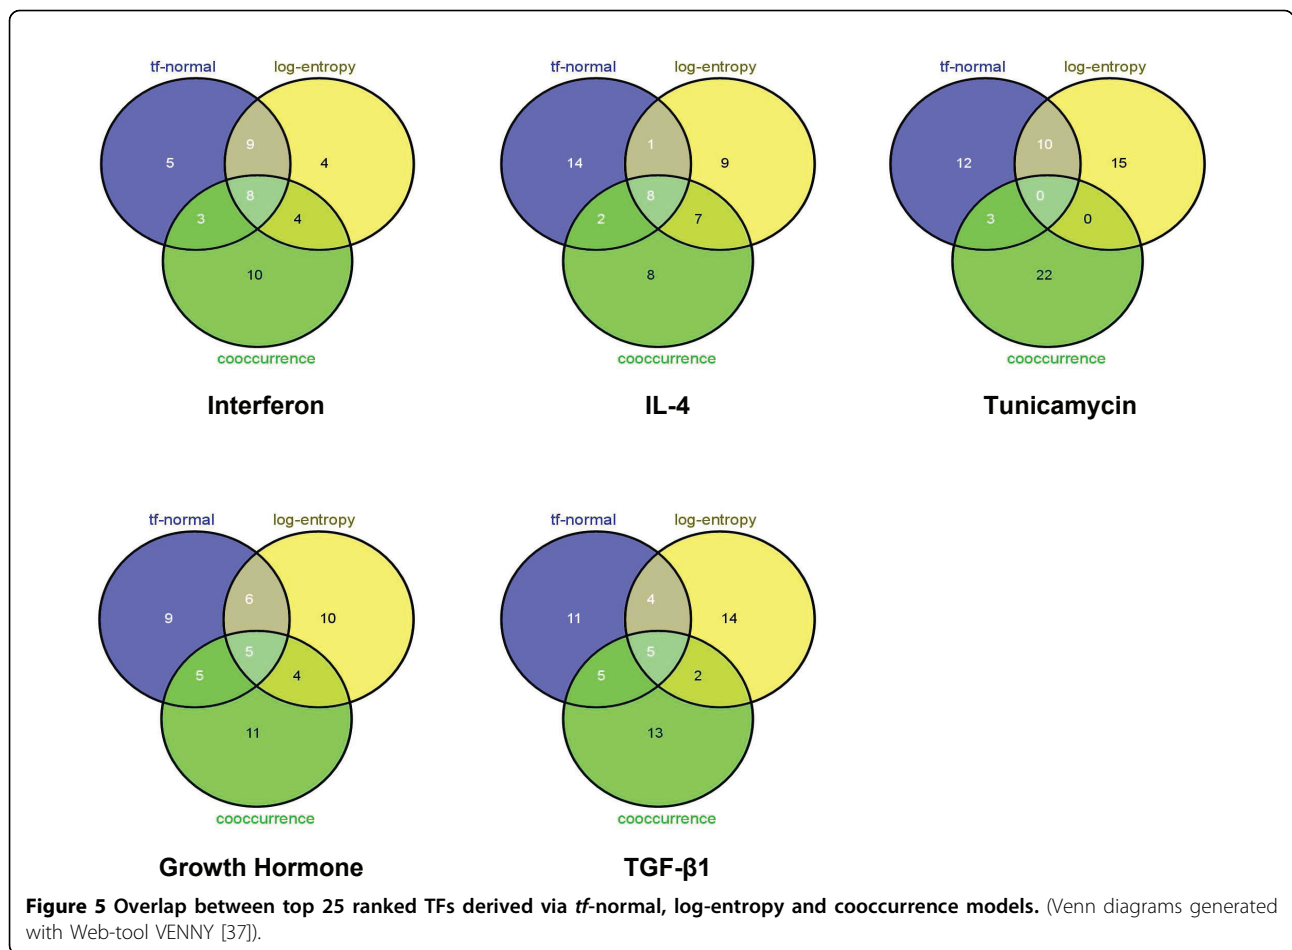 tf-normal log-entropy
5 9 4
8
3 4
10
cooccurrence
Interferon
tf-normal log-entropy
14 1 9
8
2 7
8
cooccurrence
IL-4
tf-normal log-entropy
12 10 15
0
3 0
22
cooccurrence
Tunicamycin
tf-normal log-entropy
9 6 10
5
5 4
11
cooccurrence
Growth Hormone
tf-normal log-entropy
11 4 14
5
5 2
13
cooccurrence
TGF-β1
Figure 5 Overlap between top 25 ranked TFs derived via tf-normal, log-entropy and cooccurrence models. (Venn diagrams generated
with Web-tool VENNY [37]).